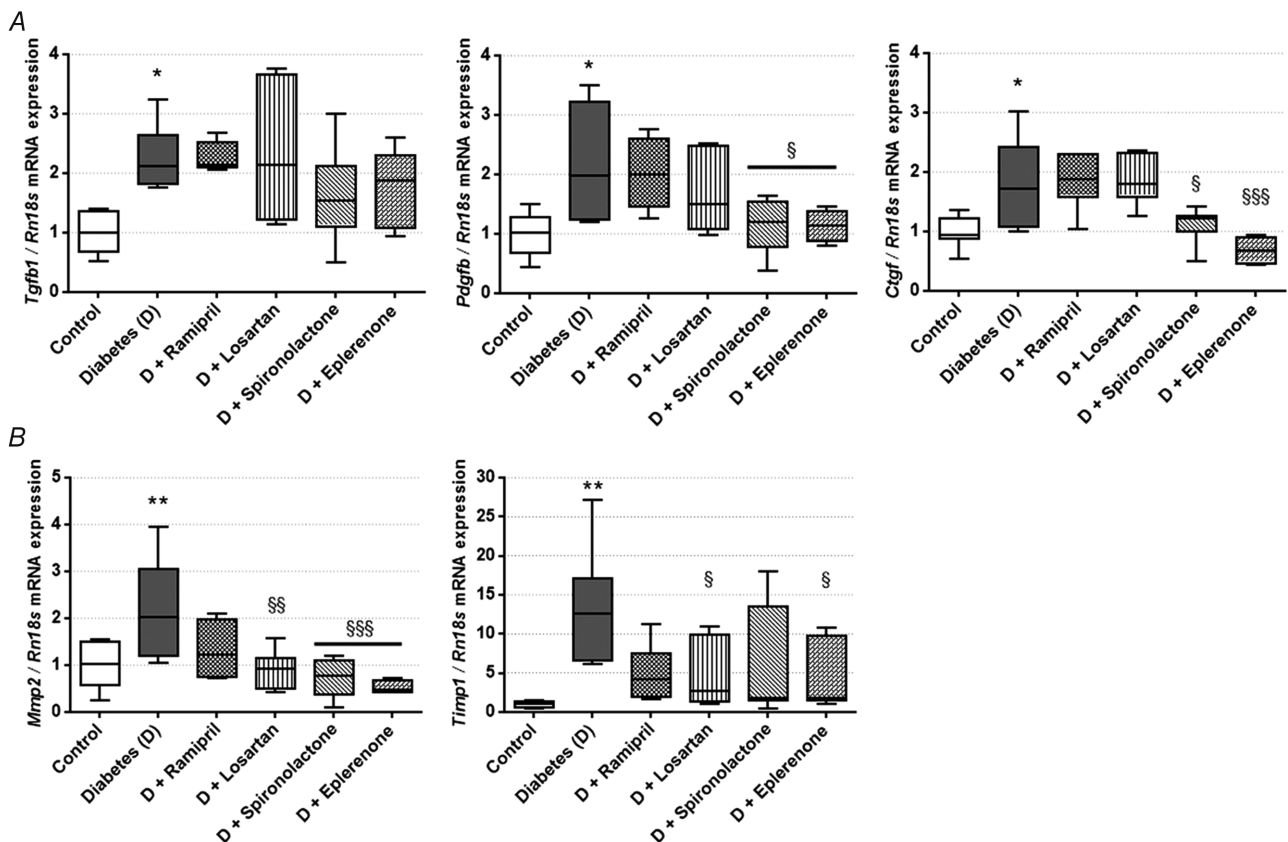 A
Tgfb1 / Rn18s mRNA expression
4
3
2
1
0
*
Control
Diabetes (D)
D + Ramipril
D + Losartan
D + Spironolactone
D + Eplerenone
Pdgfb / Rn18s mRNA expression
4
3
2
1
0
*
§
Control
Diabetes (D)
D + Ramipril
D + Losartan
D + Spironolactone
D + Eplerenone
Ctgf / Rn18s mRNA expression
4
3
2
1
0
*
§
§§§
Control
Diabetes (D)
D + Ramipril
D + Losartan
D + Spironolactone
D + Eplerenone
B
Mmp2 / Rn18s mRNA expression
5
4
3
2
1
0
**
§§
§§§
Control
Diabetes (D)
D + Ramipril
D + Losartan
D + Spironolactone
D + Eplerenone
Timp1 / Rn18s mRNA expression
30
25
20
15
10
5
0
**
§
§
Control
Diabetes (D)
D + Ramipril
D + Losartan
D + Spironolactone
D + Eplerenone